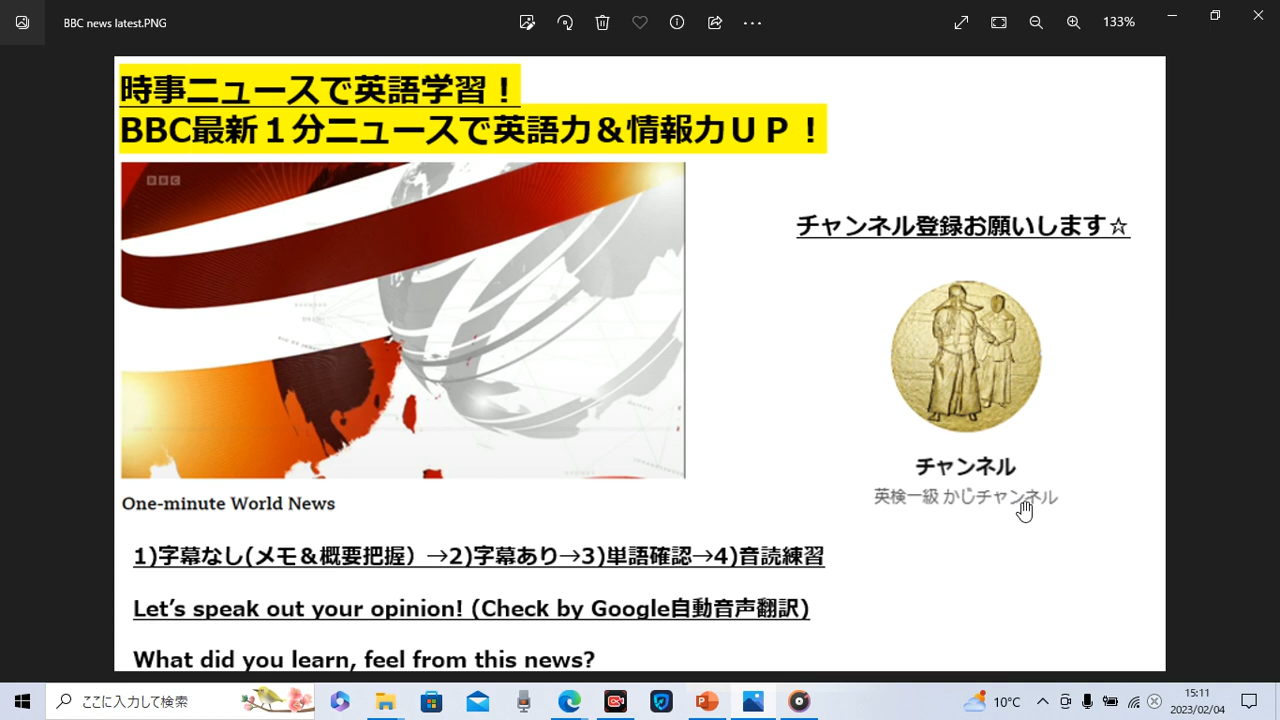 BBC news latest.PNG
133%
時事ニュースで英語学習！
BBC最新１分ニュースで英語力＆情報力ＵＰ！
BBC
チャンネル登録お願いします☆
チャンネル
英検一級 かじチャンネル
One-minute World News
1)字幕なし(メモ＆概要把握）→2)字幕あり→3)単語確認→4)音読練習
Let’s speak out your opinion! (Check by Google自動音声翻訳)
What did you learn, feel from this news?
ここに入力して検索
10°C
15:11
2023/02/04